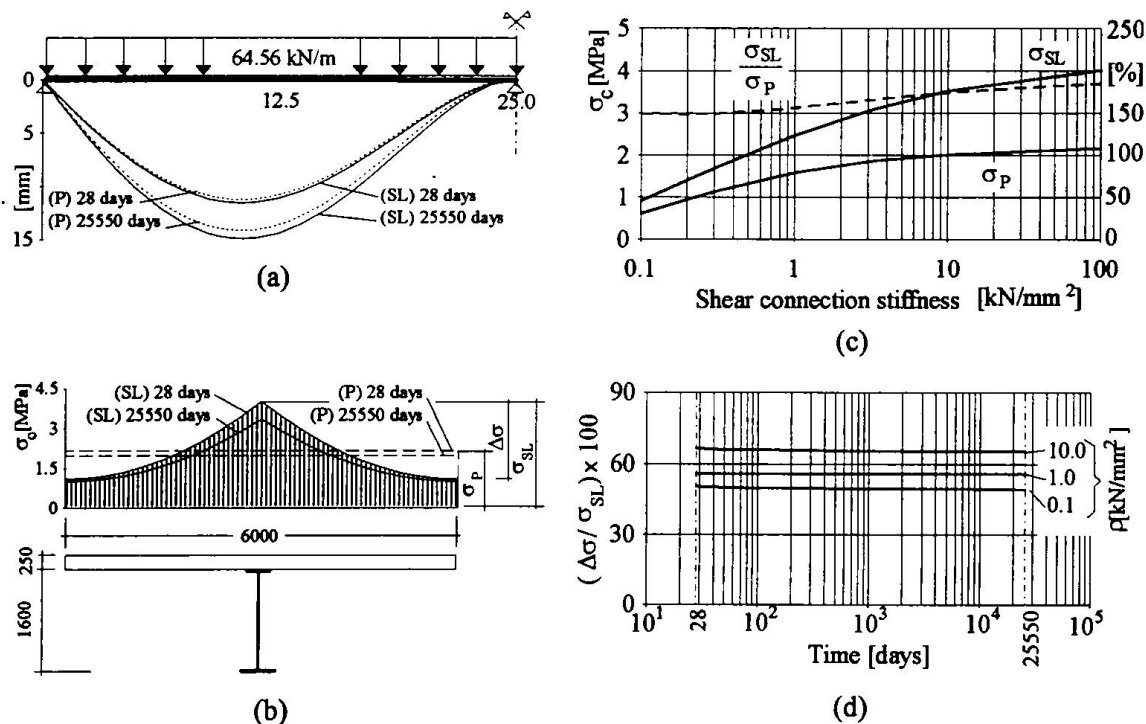 64.56 kN/m
0
12.5
25.0
5
[mm]
(P) 28 days
(SL) 28 days
(P) 25550 days
(SL) 25550 days
15
(a)
σc [MPa]
5
4
3
2
1
0
σSL
σP
σSL
σP
250
[%]
200
150
100
50
0
0.1
1
10
100
Shear connection stiffness [kN/mm²]
(c)
σc [MPa]
4.5
3
1.5
0
(SL) 28 days
(SL) 25550 days
(P) 28 days
(P) 25550 days
Δσ
σSL
σP
6000
250
1600
(b)
(Δσ/σSL) x 100
90
60
30
0
10.0
1.0
0.1
ρ[kN/mm²]
10¹
28
10²
10³
10⁴
25550
10⁵
Time [days]
(d)